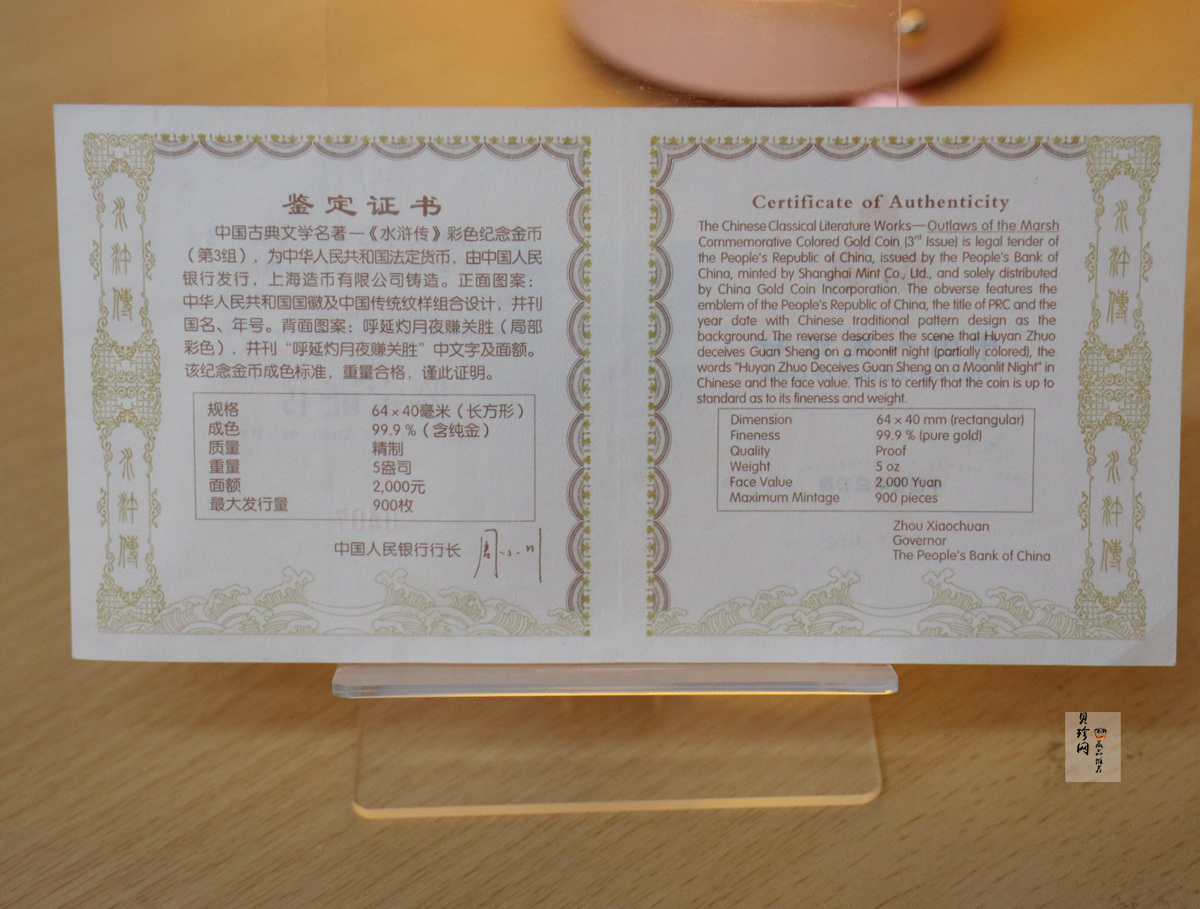 鉴定证书
中国古典文学名著—《水浒传》彩色纪念金币
（第3组），为中华人民共和国法定货币，由中国人民
银行发行，上海造币有限公司铸造。正面图案：
中华人民共和国国徽及中国传统纹样组合设计，并刊
国名、年号。背面图案：呼延灼月夜赚关胜（局部
彩色），并刊“呼延灼月夜赚关胜”中文字及面额。
该纪念金币成色标准，重量合格，谨此证明。
规格 64×40毫米（长方形）
成色 99.9％（含纯金）
质量 精制
重量 5盎司
面额 2,000元
最大发行量 900枚
中国人民银行行长 周小川
水浒傳
水浒傳
Certificate of Authenticity
The Chinese Classical Literature Works—Outlaws of the Marsh
Commemorative Colored Gold Coin (3rd Issue) is legal tender of
the People's Republic of China, issued by the People's Bank of
China, minted by Shanghai Mint Co., Ltd., and solely distributed
by China Gold Coin Incorporation. The obverse features the
emblem of the People's Republic of China, the title of PRC and the
year date with Chinese traditional pattern design as the
background. The reverse describes the scene that Huyan Zhuo
deceives Guan Sheng on a moonlit night (partially colored), the
words "Huyan Zhuo Deceives Guan Sheng on a Moonlit Night" in
Chinese and the face value. This is to certify that the coin is up to
standard as to its fineness and weight.
Dimension 64×40 mm (rectangular)
Fineness 99.9 % (pure gold)
Quality Proof
Weight 5 oz
Face Value 2,000 Yuan
Maximum Mintage 900 pieces
Zhou Xiaochuan
Governor
The People's Bank of China
水浒傳
水浒傳
贝珍网
藏品推荐